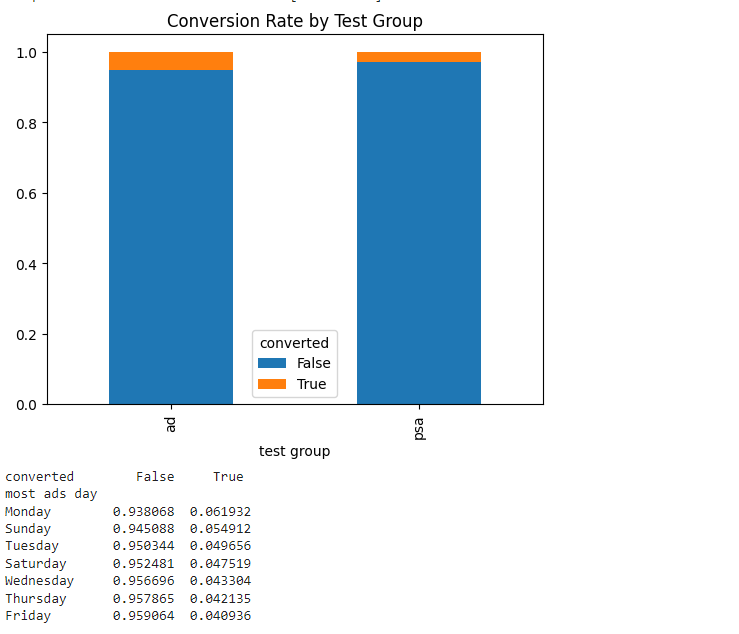 Conversion Rate by Test Group
1.0
0.8
0.6
0.4
0.2
0.0
converted
False
True
ad
psa
test group
converted False True
most ads day
Monday 0.938068 0.061932
Sunday 0.945088 0.054912
Tuesday 0.950344 0.049656
Saturday 0.952481 0.047519
Wednesday 0.956696 0.043304
Thursday 0.957865 0.042135
Friday 0.959064 0.040936